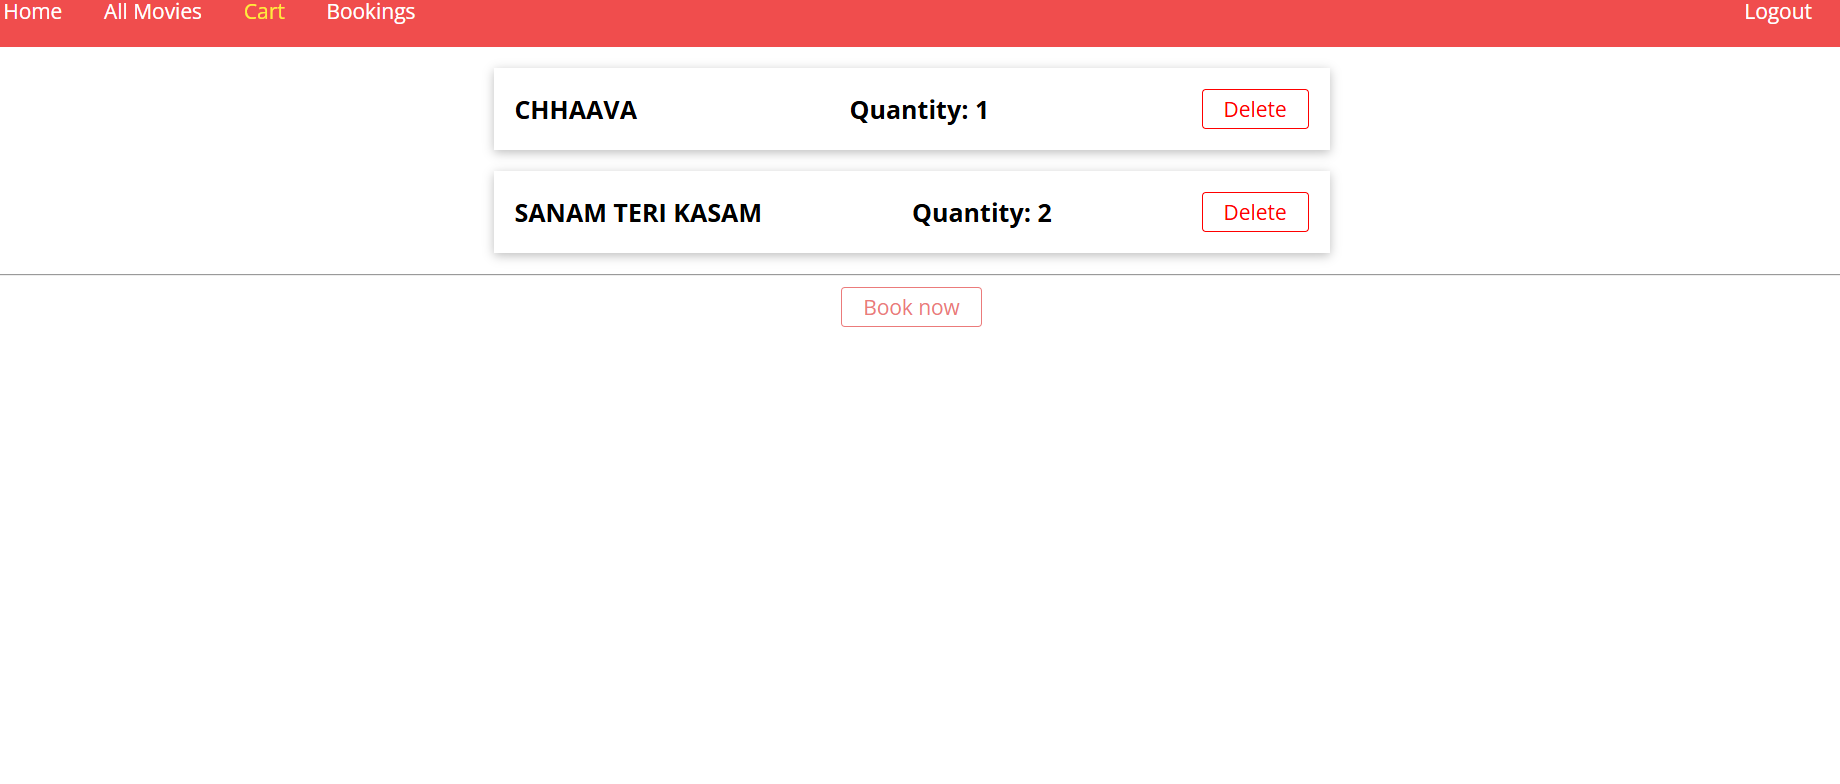 Home All Movies Cart Bookings Logout
CHHAAVA Quantity: 1 Delete
SANAM TERI KASAM Quantity: 2 Delete
Book now